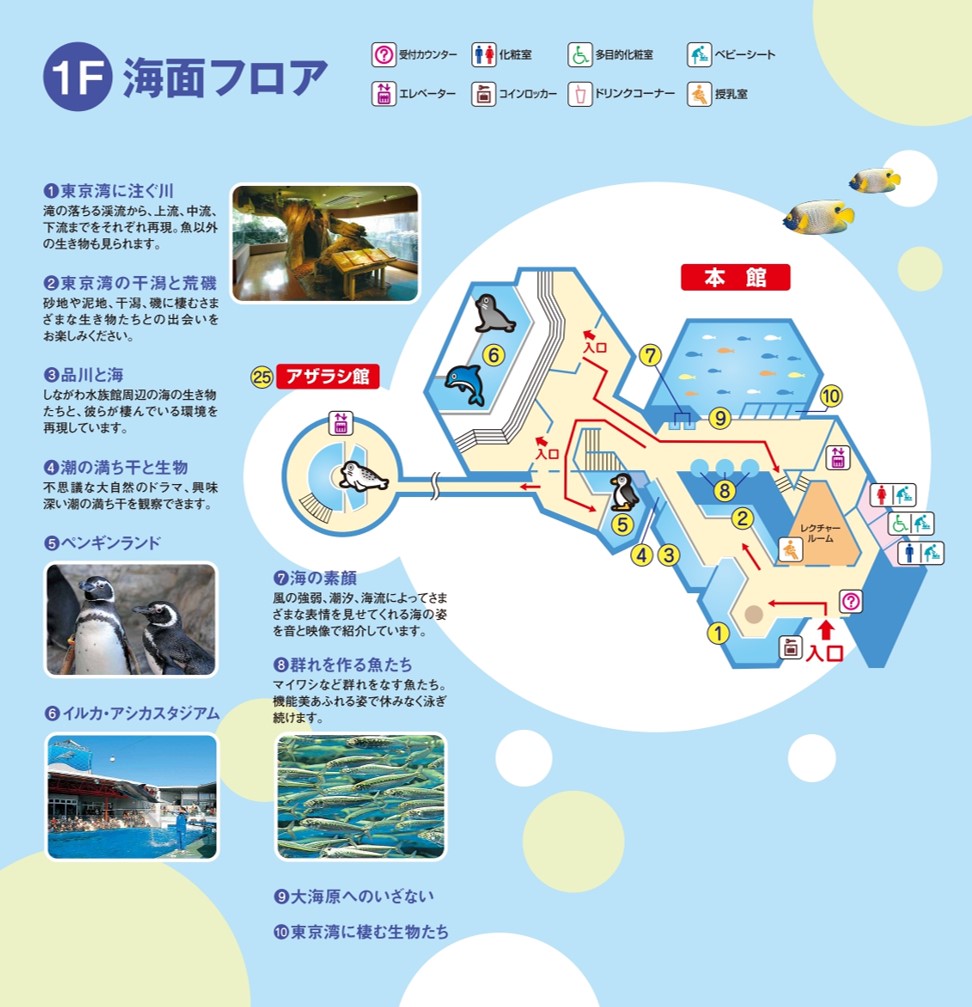 1F 海面フロア
受付カウンター
化粧室
多目的化粧室
ベビーシート
エレベーター
コインロッカー
ドリンクコーナー
授乳室
❶東京湾に注ぐ川
滝の落ちる渓流から、上流、中流、
下流までをそれぞれ再現。魚以外
の生き物も見られます。
❷東京湾の干潟と荒磯
砂地や泥地、干潟、磯に棲むさま
ざまな生き物たちとの出会いを
お楽しみください。
❸品川と海
しながわ水族館周辺の海の生き物
たちと、彼らが棲んでいる環境を
再現しています。
❹潮の満ち干と生物
不思議な大自然のドラマ、興味
深い潮の満ち干を観察できます。
❺ペンギンランド
❻イルカ・アシカスタジアム
❼海の素顔
風の強弱、潮汐、海流によってさま
ざまな表情を見せてくれる海の姿
を音と映像で紹介しています。
❽群れを作る魚たち
マイワシなど群れをなす魚たち。
機能美あふれる姿で休みなく泳ぎ
続けます。
❾大海原へのいざない
❿東京湾に棲む生物たち
本館
25 アザラシ館
6
入口
7
10
9
入口
8
5
2
レクチャー
ルーム
4
3
1
入口